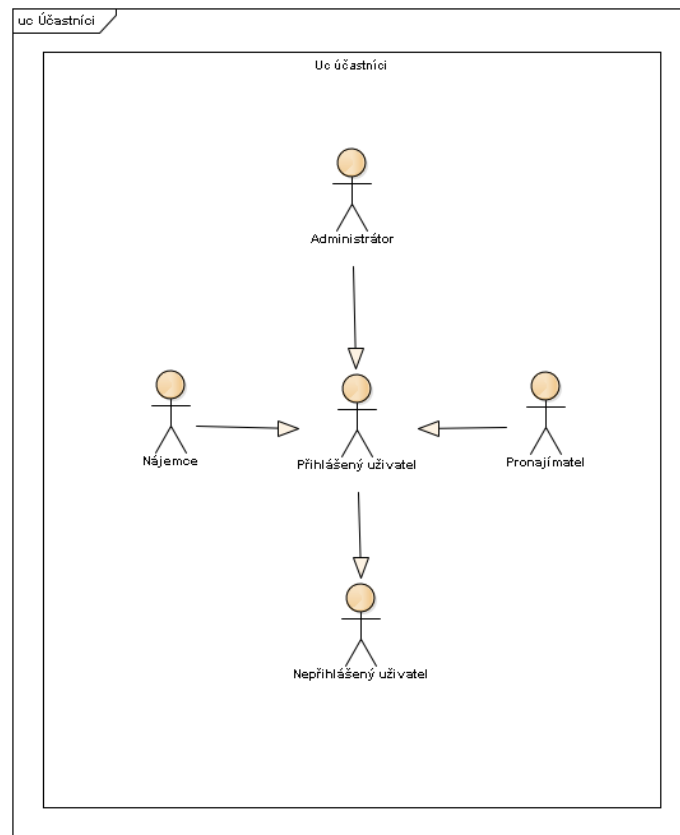 uc Účastníci
Uc účastníci
Administrátor
Nájemce
Přihlášený uživatel
Pronajímatel
Nepřihlášený uživatel